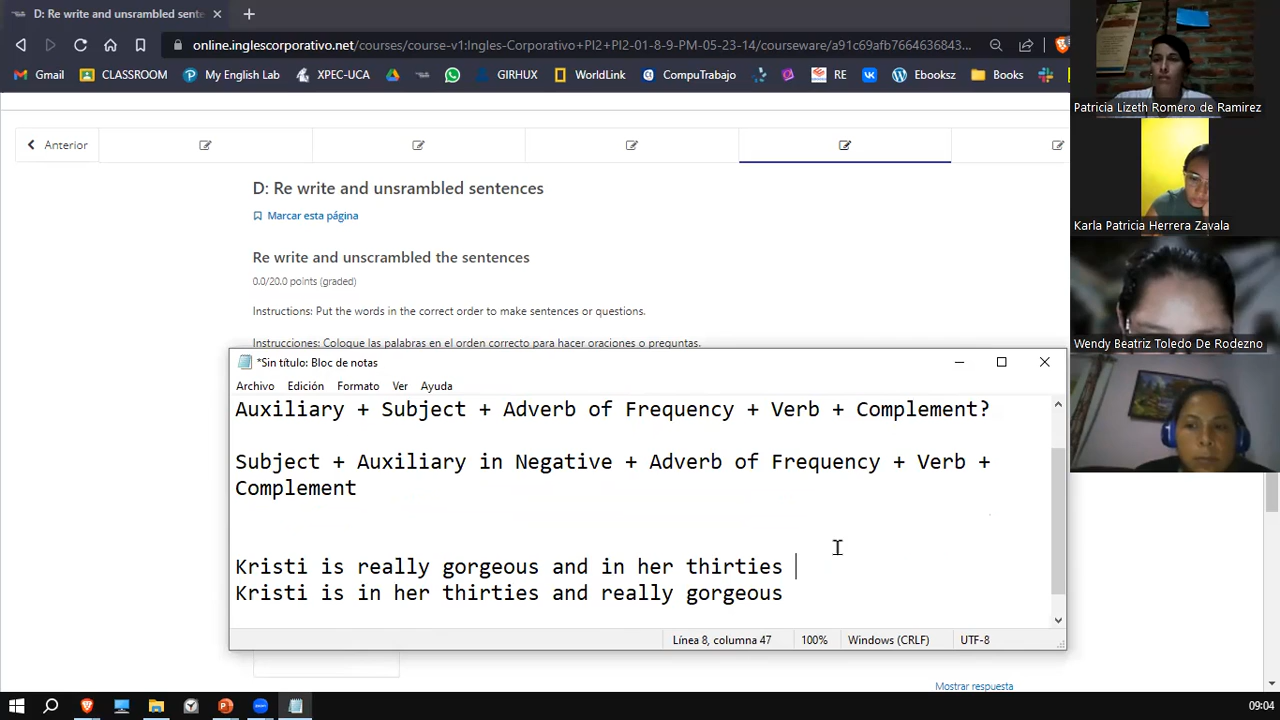 D: Re write and unsrambled sente
online.inglescorporativo.net/courses/course-v1:Ingles-Corporativo+PI2+PI2-01-8-9-PM-05-23-14/courseware/a91c69afb7664636843...
Gmail CLASSROOM My English Lab XPEC-UCA GIRHUX WorldLink CompuTrabajo RE VK WordPress Ebooksz Books
Anterior
D: Re write and unsrambled sentences
Marcar esta página
Re write and unscrambled the sentences
0.0/20.0 points (graded)
Instructions: Put the words in the correct order to make sentences or questions.
Instrucciones: Coloque las palabras en el orden correcto para hacer oraciones o preguntas.
*Sin título: Bloc de notas
Archivo Edición Formato Ver Ayuda
Auxiliary + Subject + Adverb of Frequency + Verb + Complement?
Subject + Auxiliary in Negative + Adverb of Frequency + Verb +
Complement
Kristi is really gorgeous and in her thirties
Kristi is in her thirties and really gorgeous
Línea 8, columna 47 100% Windows (CRLF) UTF-8
Mostrar respuesta
09:04
Patricia Lizeth Romero de Ramirez
Karla Patricia Herrera Zavala
Wendy Beatriz Toledo De Rodezno